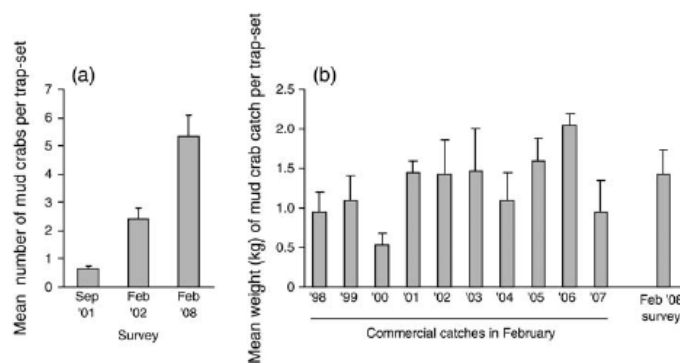 (a)
Mean number of mud crabs per trap-set
7
6
5
4
3
2
1
0
Sep Feb Feb
'01 '02 '08
Survey
(b)
Mean weight (kg) of mud crab catch per trap-set
2.5
2.0
1.5
1.0
0.5
0
'98 '99 '00 '01 '02 '03 '04 '05 '06 '07
Commercial catches in February
Feb '08
survey